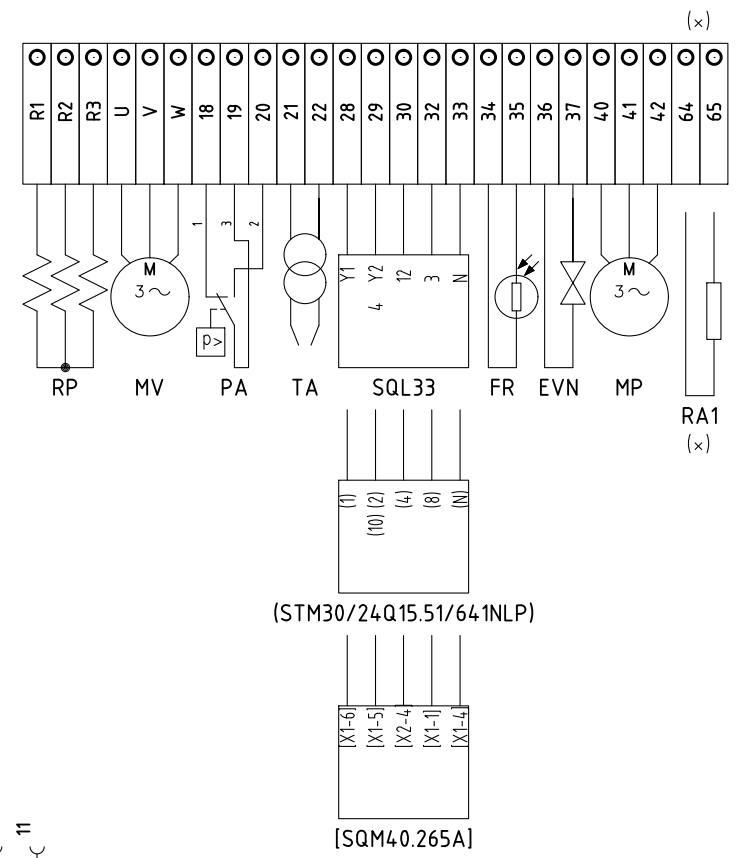 (×)
R1 R2 R3 U V W 18 19 20 21 22 28 29 30 32 33 34 35 36 37 40 41 42 64 65
1 3 2
Y1 Y2 12 3 N
4
M M
3~ 3~
p>
RP MV PA TA SQL33 FR EVN MP
RA1
(×)
(1) (10) (2) (4) (8) (N)
(STM30/24Q15.51/641NLP)
[X1-6] [X1-5] [X2-4] [X1-1] [X1-4]
[SQM40.265A]
11